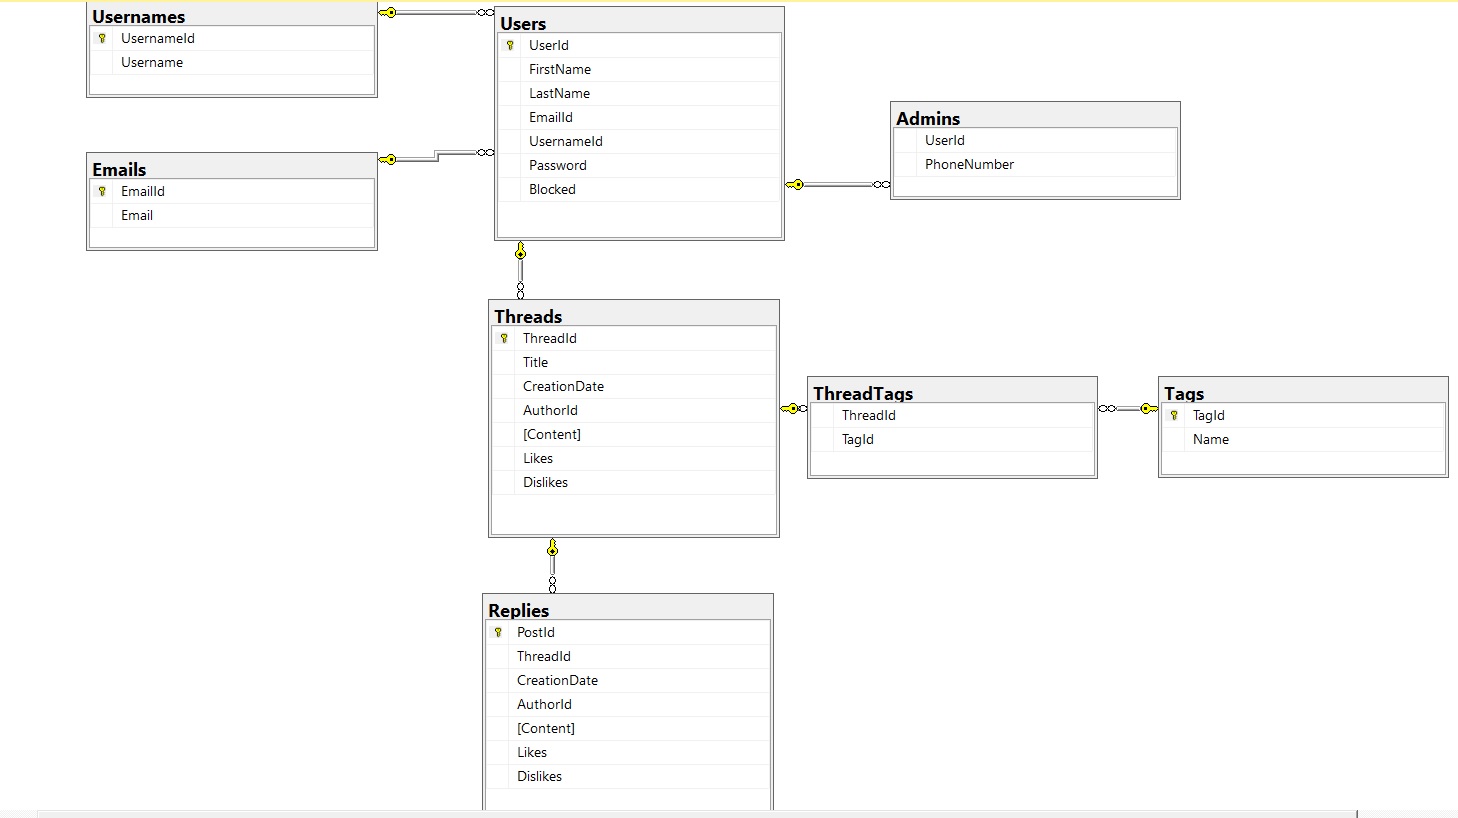 Usernames
UsernameId
Username
Emails
EmailId
Email
Users
UserId
FirstName
LastName
EmailId
UsernameId
Password
Blocked
Admins
UserId
PhoneNumber
Threads
ThreadId
Title
CreationDate
AuthorId
[Content]
Likes
Dislikes
ThreadTags
ThreadId
TagId
Tags
TagId
Name
Replies
PostId
ThreadId
CreationDate
AuthorId
[Content]
Likes
Dislikes